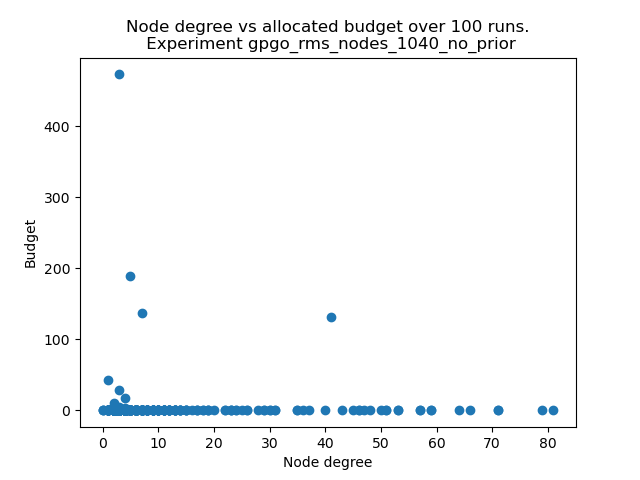 Node degree vs allocated budget over 100 runs.
Experiment gpgo_rms_nodes_1040_no_prior
400
300
200
100
0
Budget
0 10 20 30 40 50 60 70 80
Node degree